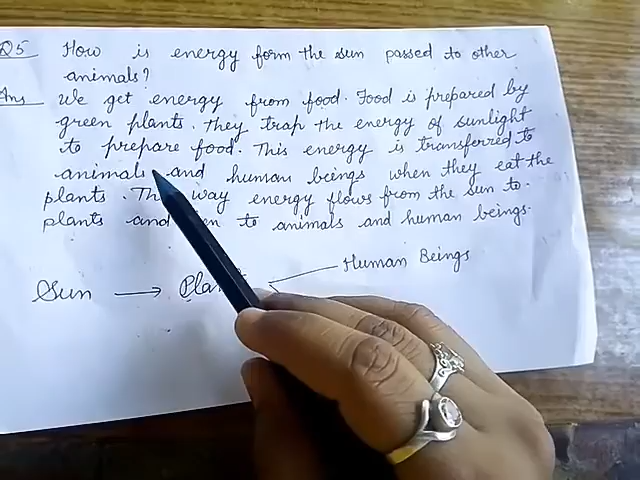 Q5 How is energy form the sun passed to other
animals?
Ans We get energy from food. Food is prepared by
green plants. They trap the energy of sunlight
to prepare food. This energy is transferred to
animals and human beings when they eat the
plants. way energy flows from the sun to
plants and to animals and human beings.
Human Beings
Sun →